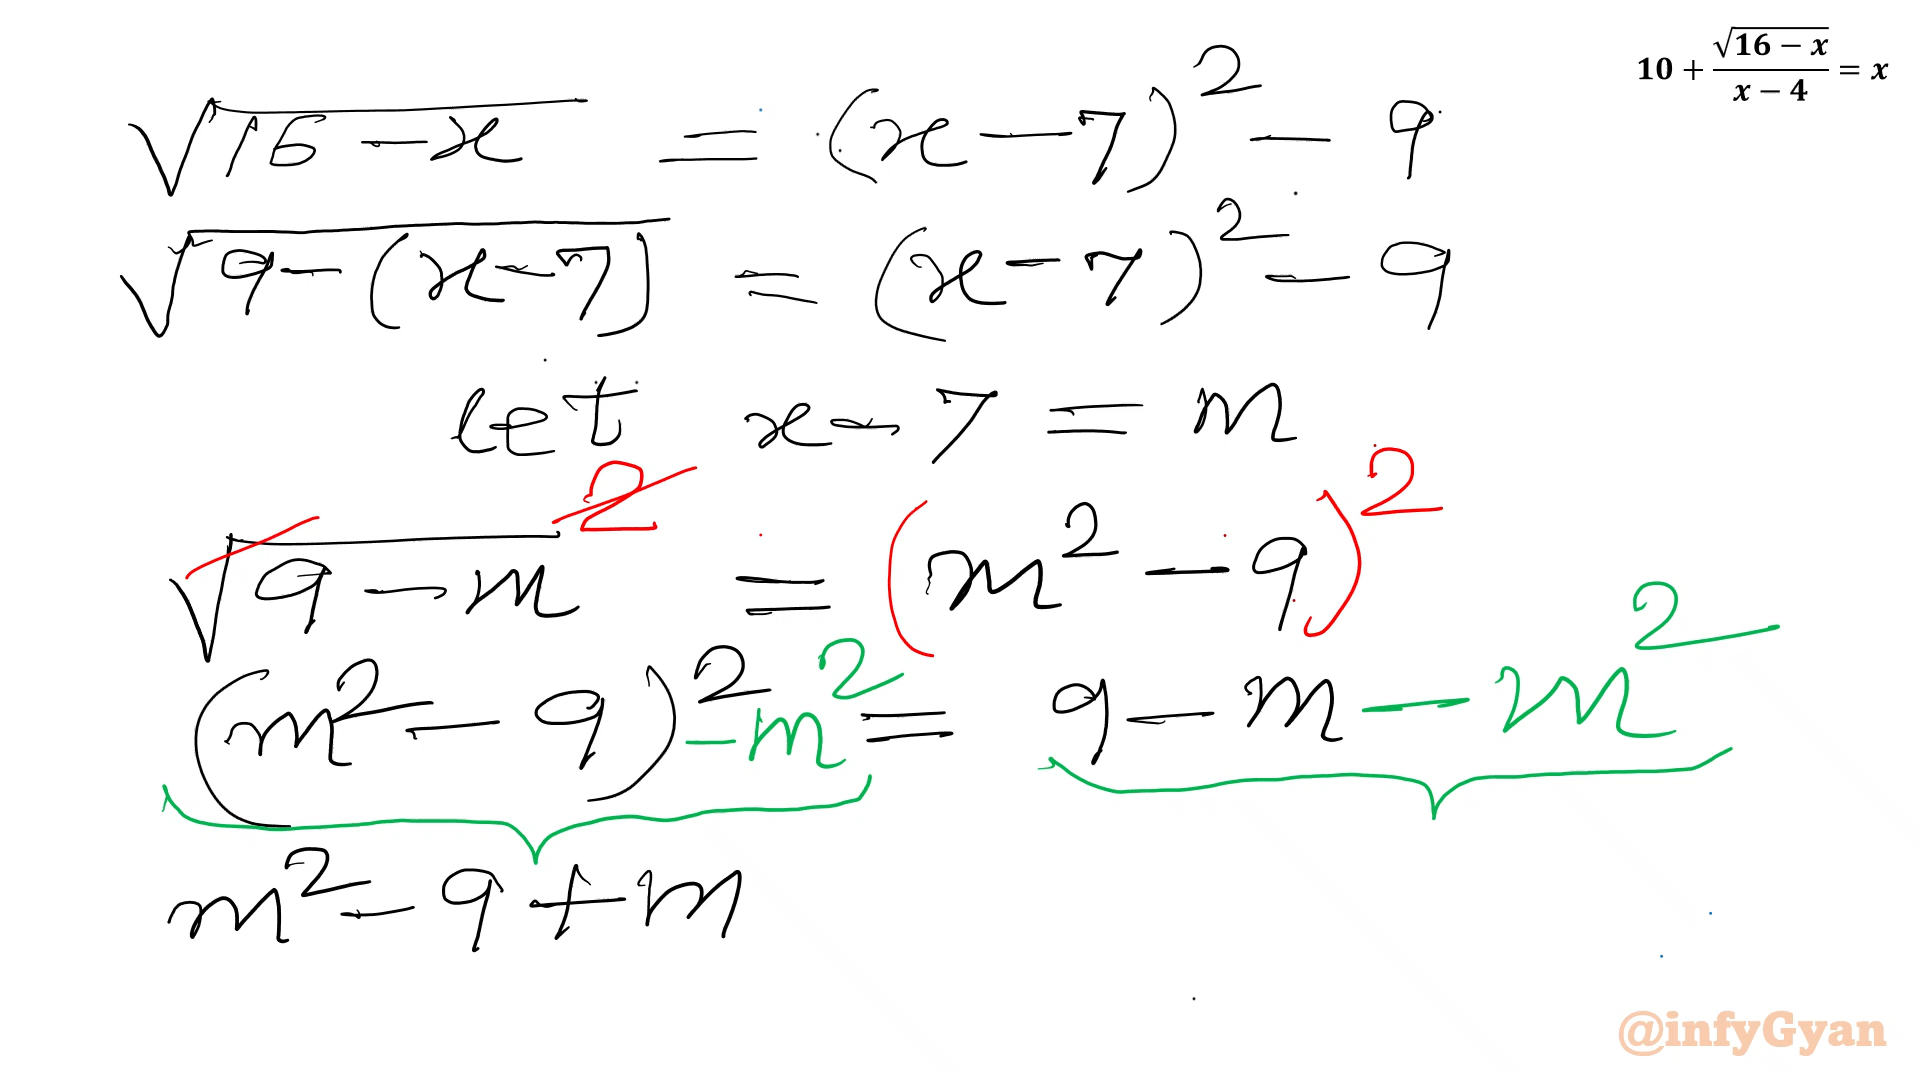 10 + √(16 − x)/(x − 4) = x
√(16 − x) = (x − 7)² − 9
√(9 − (x − 7)) = (x − 7)² − 9
let x − 7 = m
√(9 − m)² = (m² − 9)²
(m² − 9)² − m² = 9 − m − m²
m² − 9 + m
@infyGyan